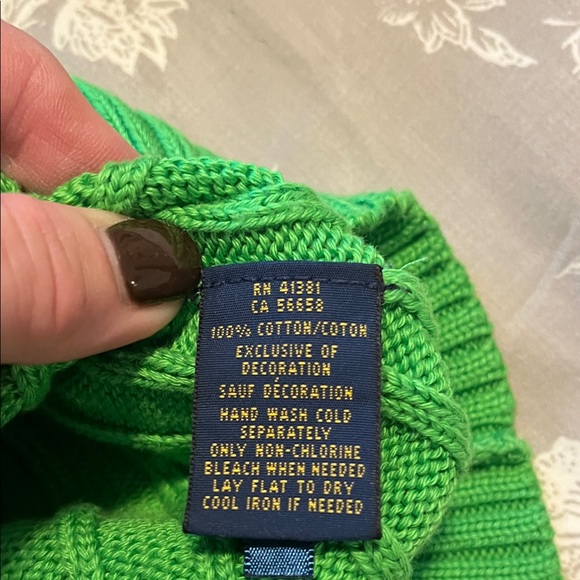 RN 41381
CA 56658
100% COTTON/COTON
EXCLUSIVE OF
DECORATION
SAUF DÉCORATION
HAND WASH COLD
SEPARATELY
ONLY NON-CHLORINE
BLEACH WHEN NEEDED
LAY FLAT TO DRY
COOL IRON IF NEEDED